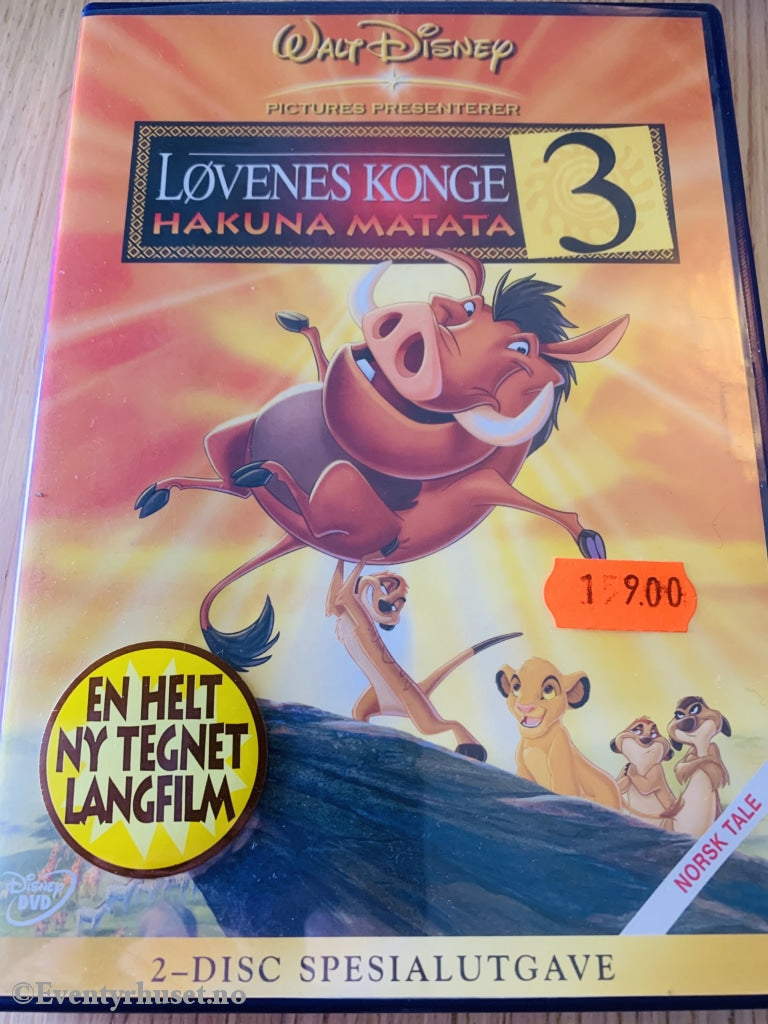 WALT DISNEY
PICTURES PRESENTERER
LØVENES KONGE
HAKUNA MATATA
3
EN HELT
NY TEGNET
LANGFILM
NORSK TALE
DISNEY
DVD
2-DISC SPESIALUTGAVE
©Eventyrhuset.no